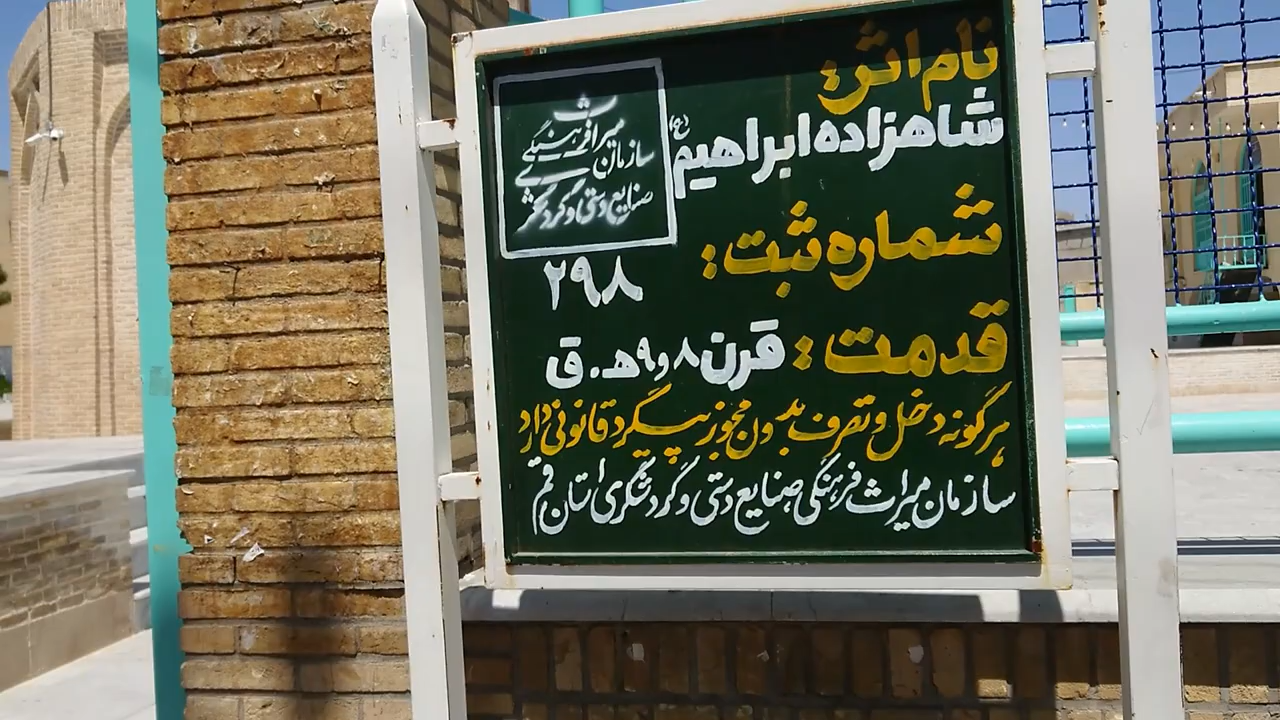 نام اثر:
شاهزاده ابراهیم (ع)
سازمان میراث فرهنگی
صنایع دستی و گردشگری
شماره ثبت:
۲۹۸
قدمت: قرن ۸ و ۹ هـ.ق
هرگونه دخل و تصرف بدون مجوز پیگرد قانونی دارد
سازمان میراث فرهنگی صنایع دستی و گردشگری استان قم